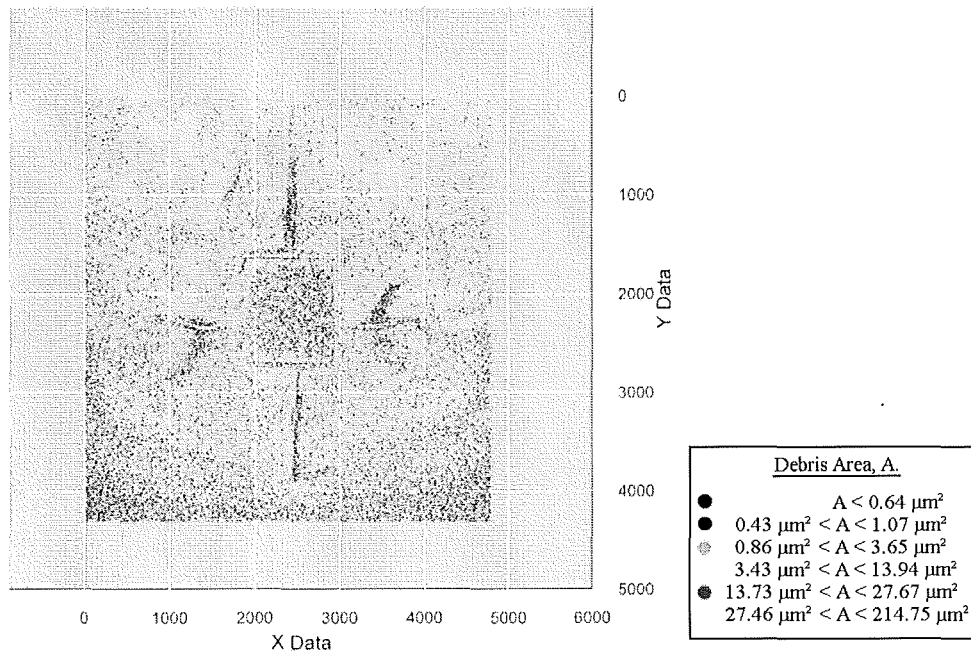 0
1000
2000
3000
4000
5000
Y Data
0 1000 2000 3000 4000 5000 6000
X Data
Debris Area, A.
A < 0.64 µm²
0.43 µm² < A < 1.07 µm²
0.86 µm² < A < 3.65 µm²
3.43 µm² < A < 13.94 µm²
13.73 µm² < A < 27.67 µm²
27.46 µm² < A < 214.75 µm²